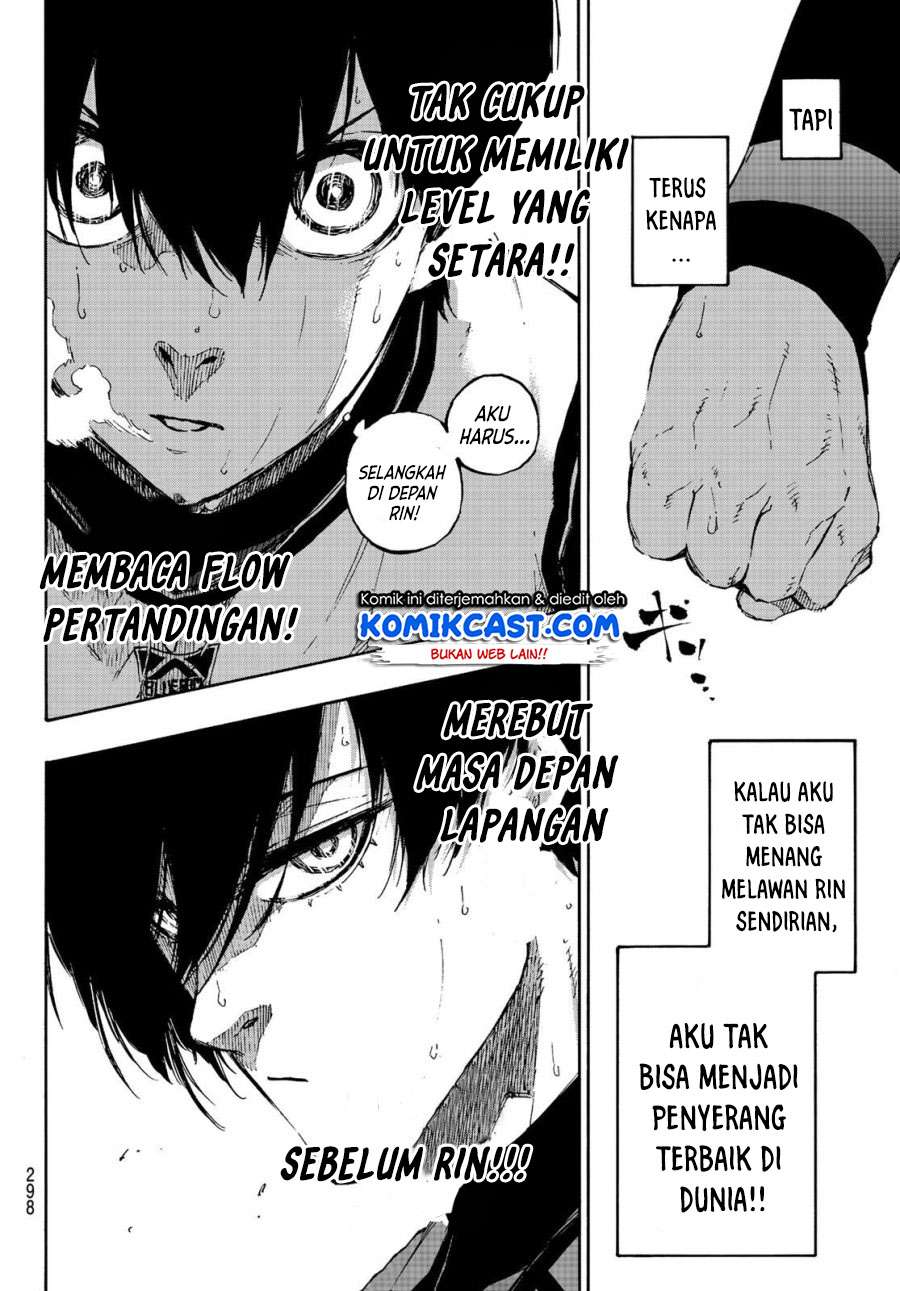 TAPI
TERUS
KENAPA
...
ギュ
KALAU AKU
TAK BISA
MENANG
MELAWAN RIN
SENDIRIAN,
AKU TAK
BISA MENJADI
PENYERANG
TERBAIK DI
DUNIA!!
TAK CUKUP
UNTUK MEMILIKI
LEVEL YANG
SETARA!!
AKU
HARUS...
SELANGKAH
DI DEPAN
RIN!
MEMBACA FLOW
PERTANDINGAN!
Komik ini diterjemahkan & diedit oleh
KOMIKCAST.COM
BUKAN WEB LAIN!!
MEREBUT
MASA DEPAN
LAPANGAN
SEBELUM RIN!!!
298